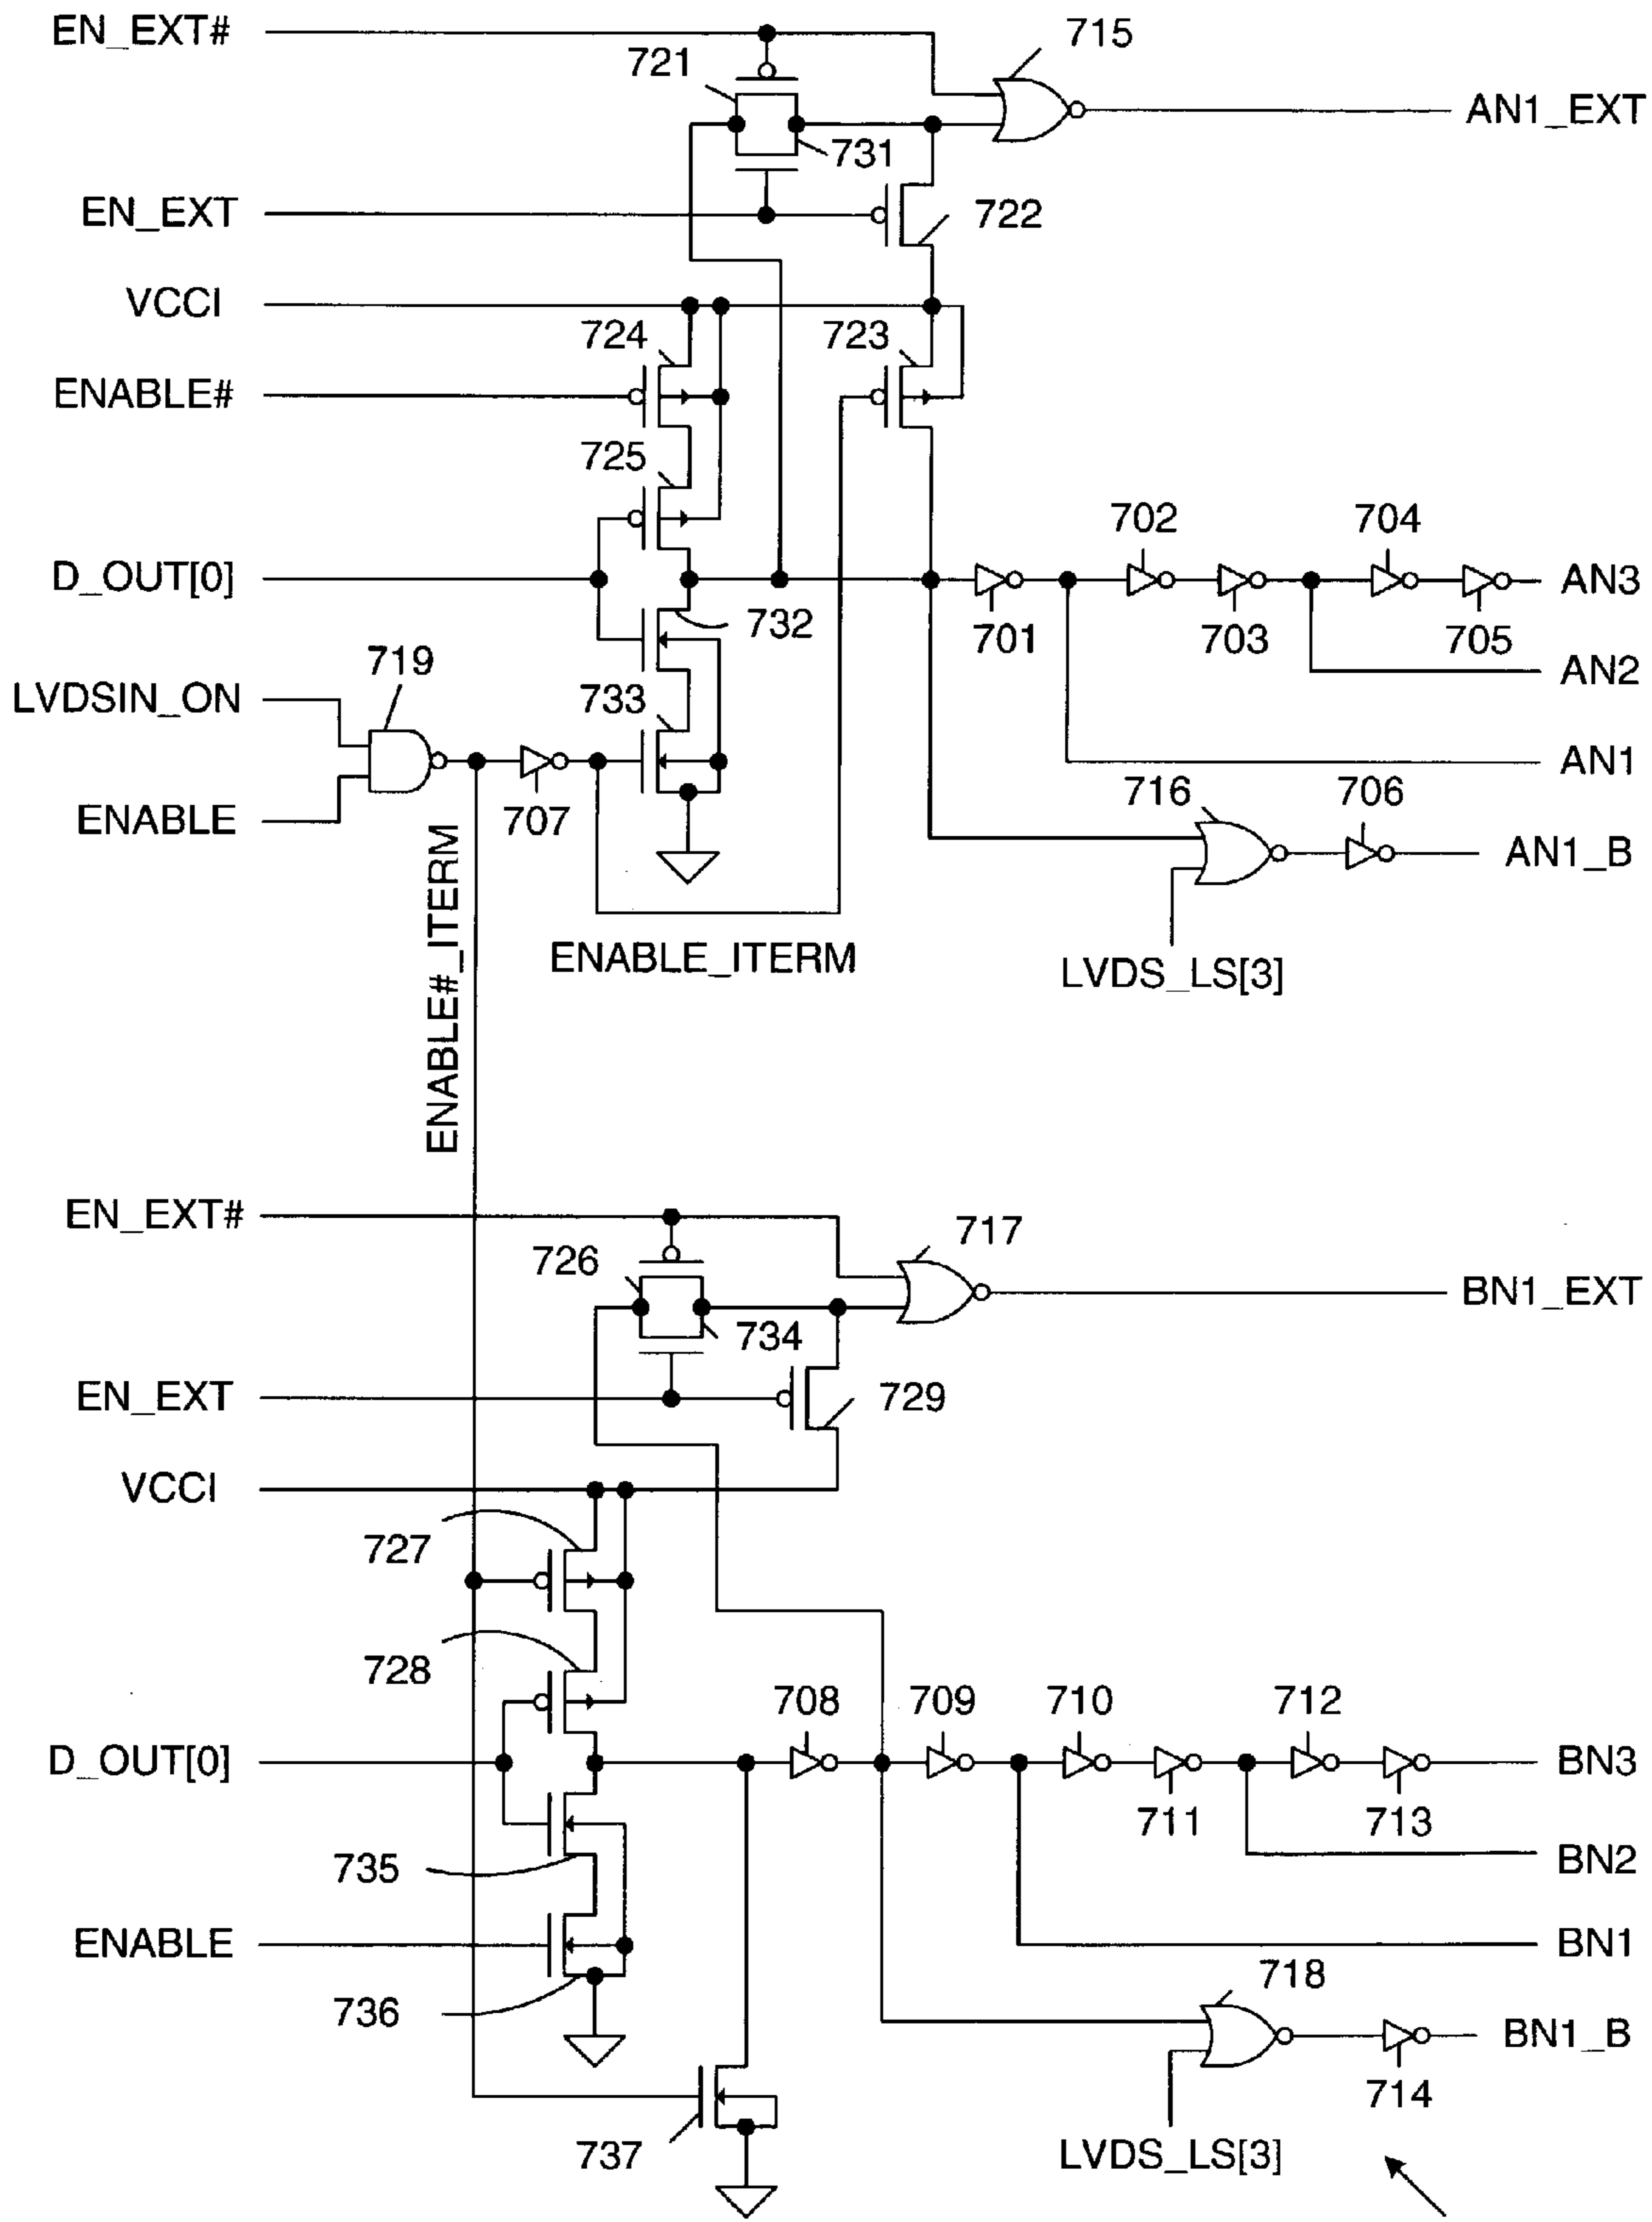 EN_EXT#
715
721
AN1_EXT
731
EN_EXT
722
VCCI
724
723
ENABLE#
725
702
704
D_OUT[0]
AN3
732
701
703
705
719
AN2
LVDSIN_ON
733
AN1
716
706
ENABLE
707
AN1_B
ENABLE#_ITERM
ENABLE_ITERM
LVDS_LS[3]
EN_EXT#
717
726
BN1_EXT
734
EN_EXT
729
VCCI
727
728
708
709
710
712
D_OUT[0]
BN3
711
713
735
BN2
ENABLE
BN1
718
736
BN1_B
714
737
LVDS_LS[3]